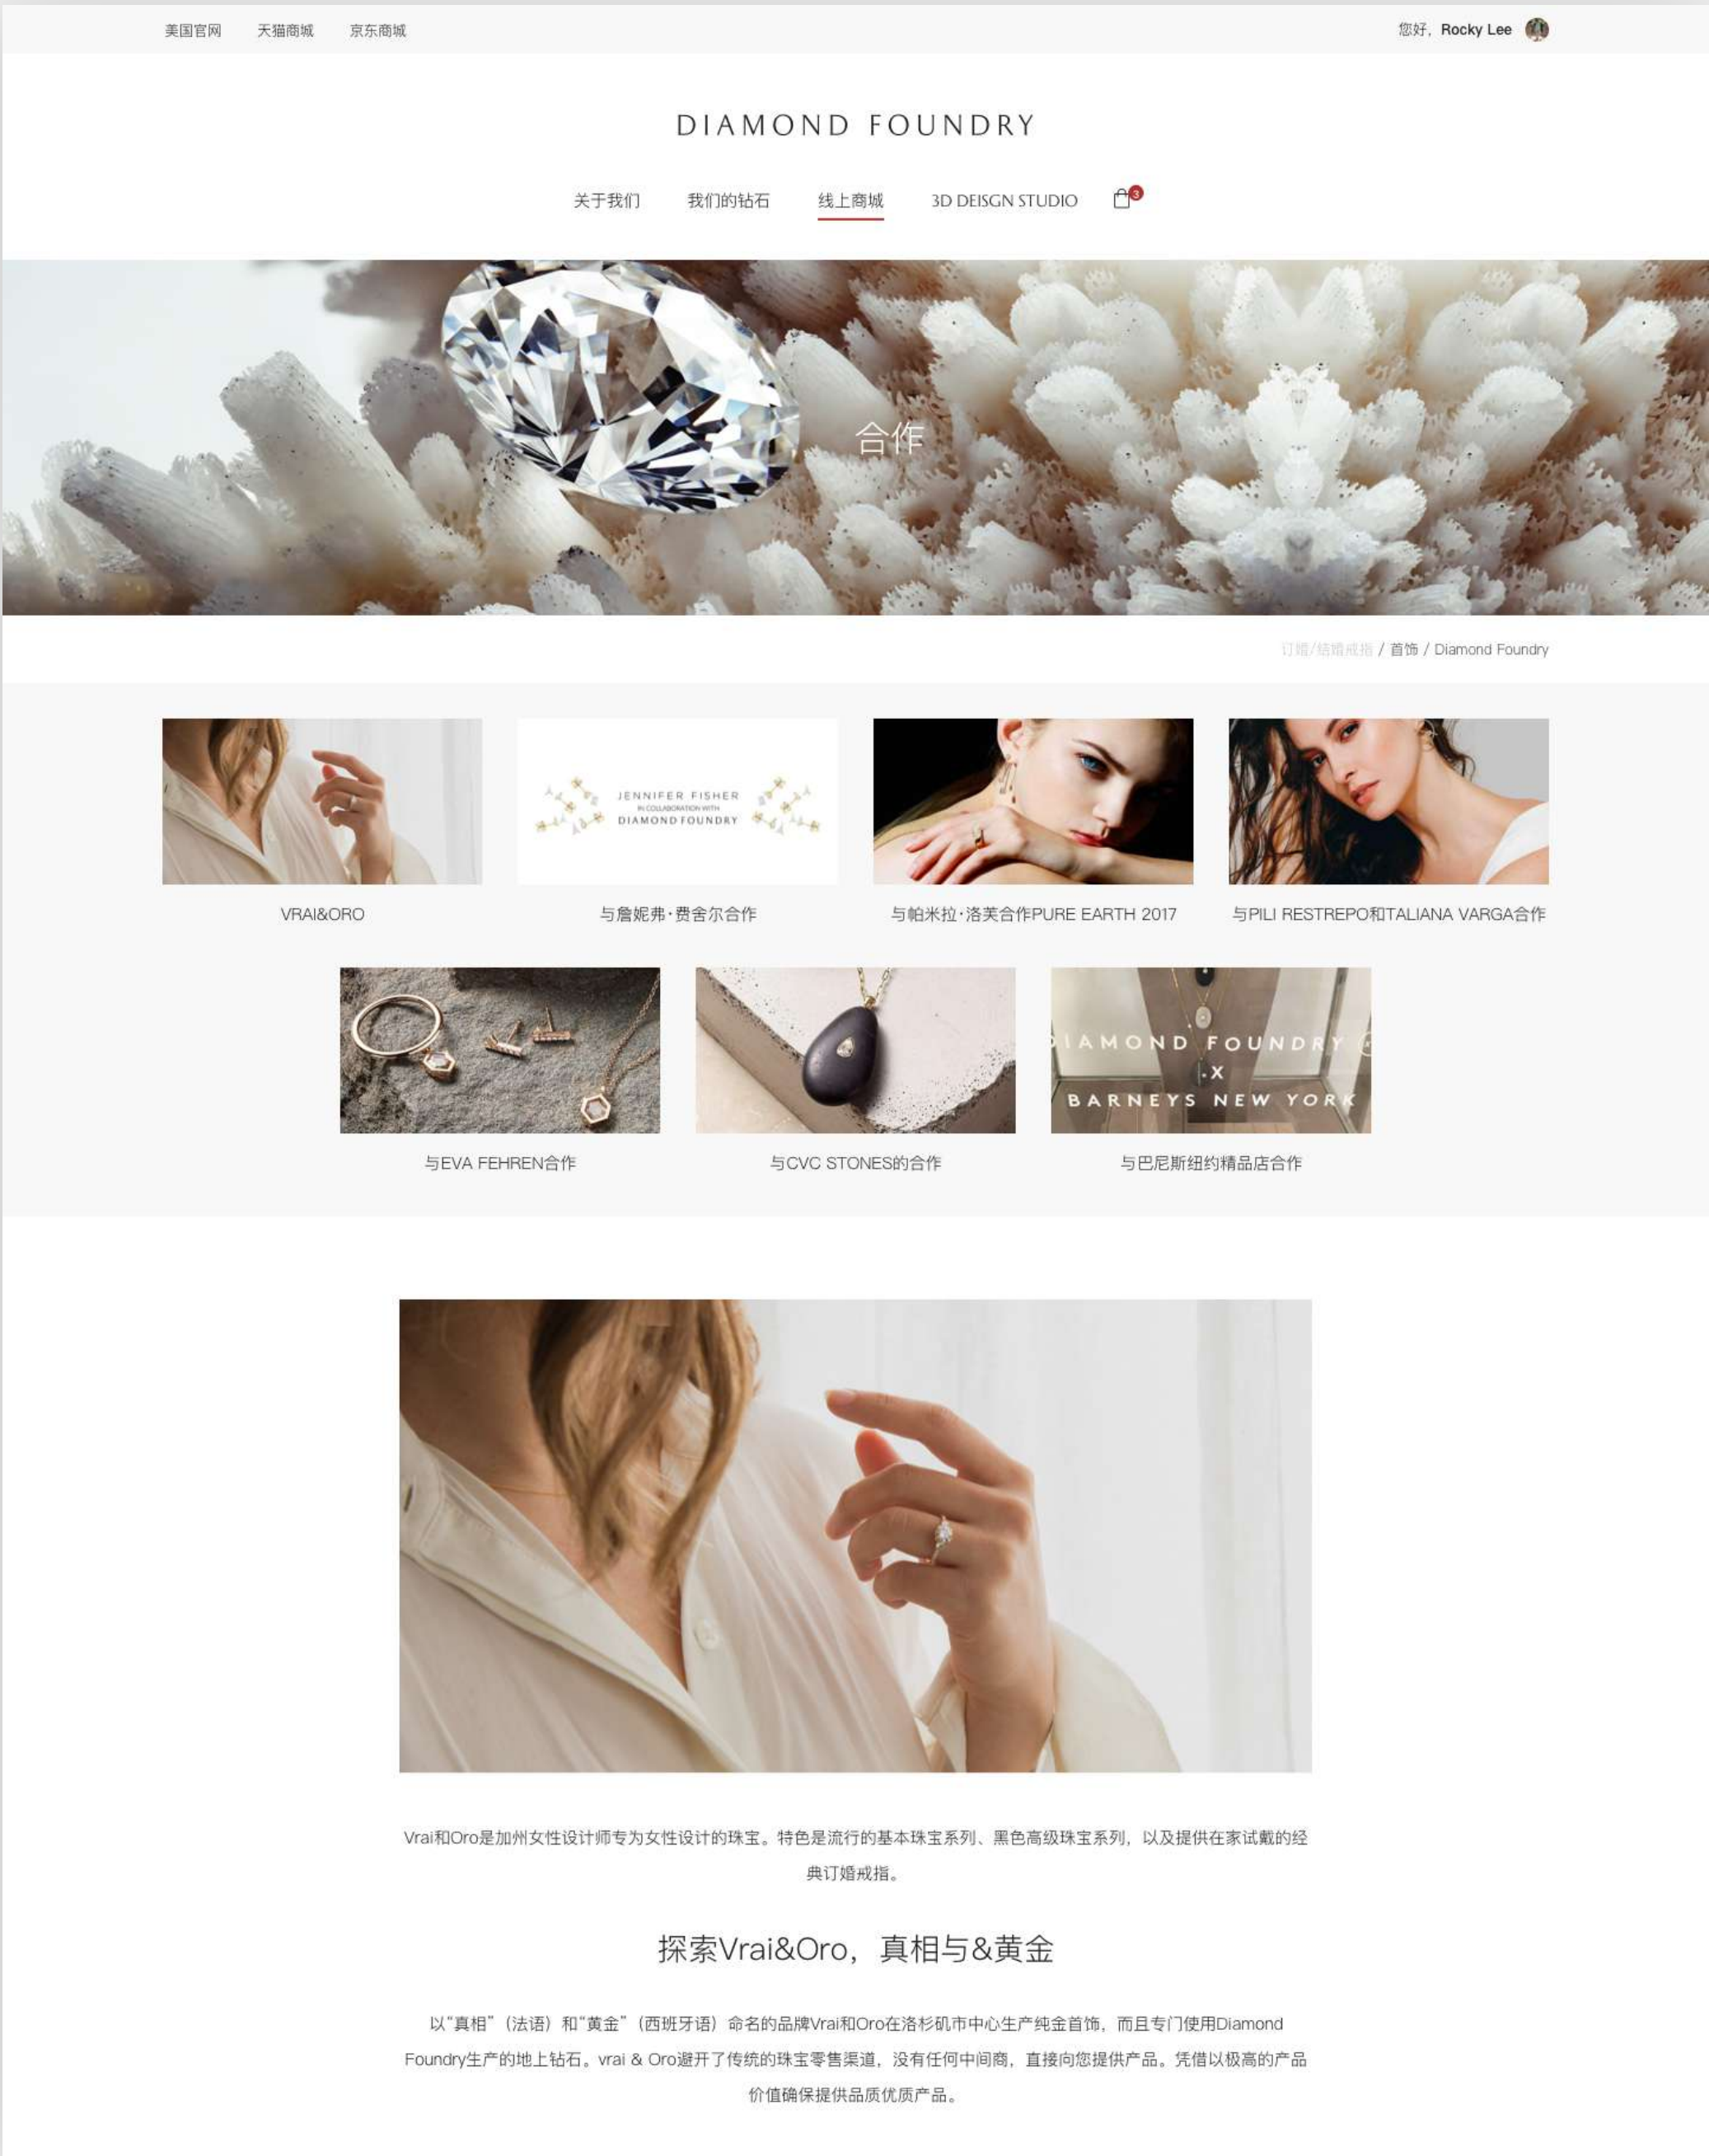 美国官网 天猫商城 京东商城 您好，Rocky Lee
DIAMOND FOUNDRY
关于我们 我们的钻石 线上商城 3D DEISGN STUDIO 3
合作
订婚/结婚戒指 / 首饰 / Diamond Foundry
JENNIFER FISHER
IN COLLABORATION WITH
DIAMOND FOUNDRY
VRAI&ORO 与詹妮弗·费舍尔合作 与帕米拉·洛芙合作PURE EARTH 2017 与PILI RESTREPO和TALIANA VARGA合作
DIAMOND FOUNDRY
X
BARNEYS NEW YORK
与EVA FEHREN合作 与CVC STONES的合作 与巴尼斯纽约精品店合作
Vrai和Oro是加州女性设计师专为女性设计的珠宝。特色是流行的基本珠宝系列、黑色高级珠宝系列，以及提供在家试戴的经
典订婚戒指。
探索Vrai&Oro，真相与&黄金
以“真相”（法语）和“黄金”（西班牙语）命名的品牌Vrai和Oro在洛杉矶市中心生产纯金首饰，而且专门使用Diamond
Foundry生产的地上钻石。vrai & Oro避开了传统的珠宝零售渠道，没有任何中间商，直接向您提供产品。凭借以极高的产品
价值确保提供品质优质产品。